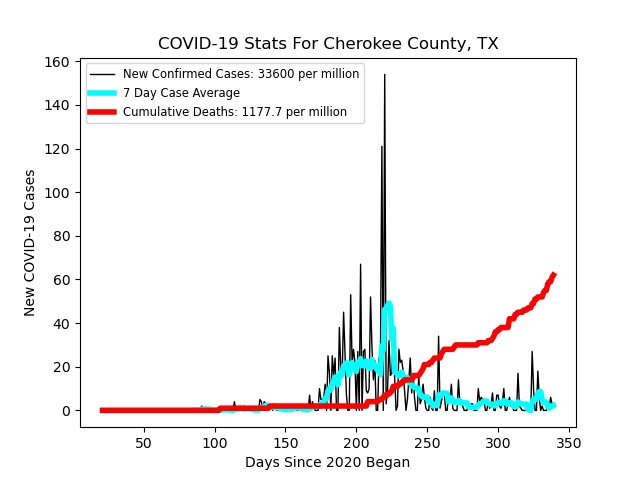 COVID-19 Stats For Cherokee County, TX
New Confirmed Cases: 33600 per million
7 Day Case Average
Cumulative Deaths: 1177.7 per million
New COVID-19 Cases
160
140
120
100
80
60
40
20
0
50
100
150
200
250
300
350
Days Since 2020 Began